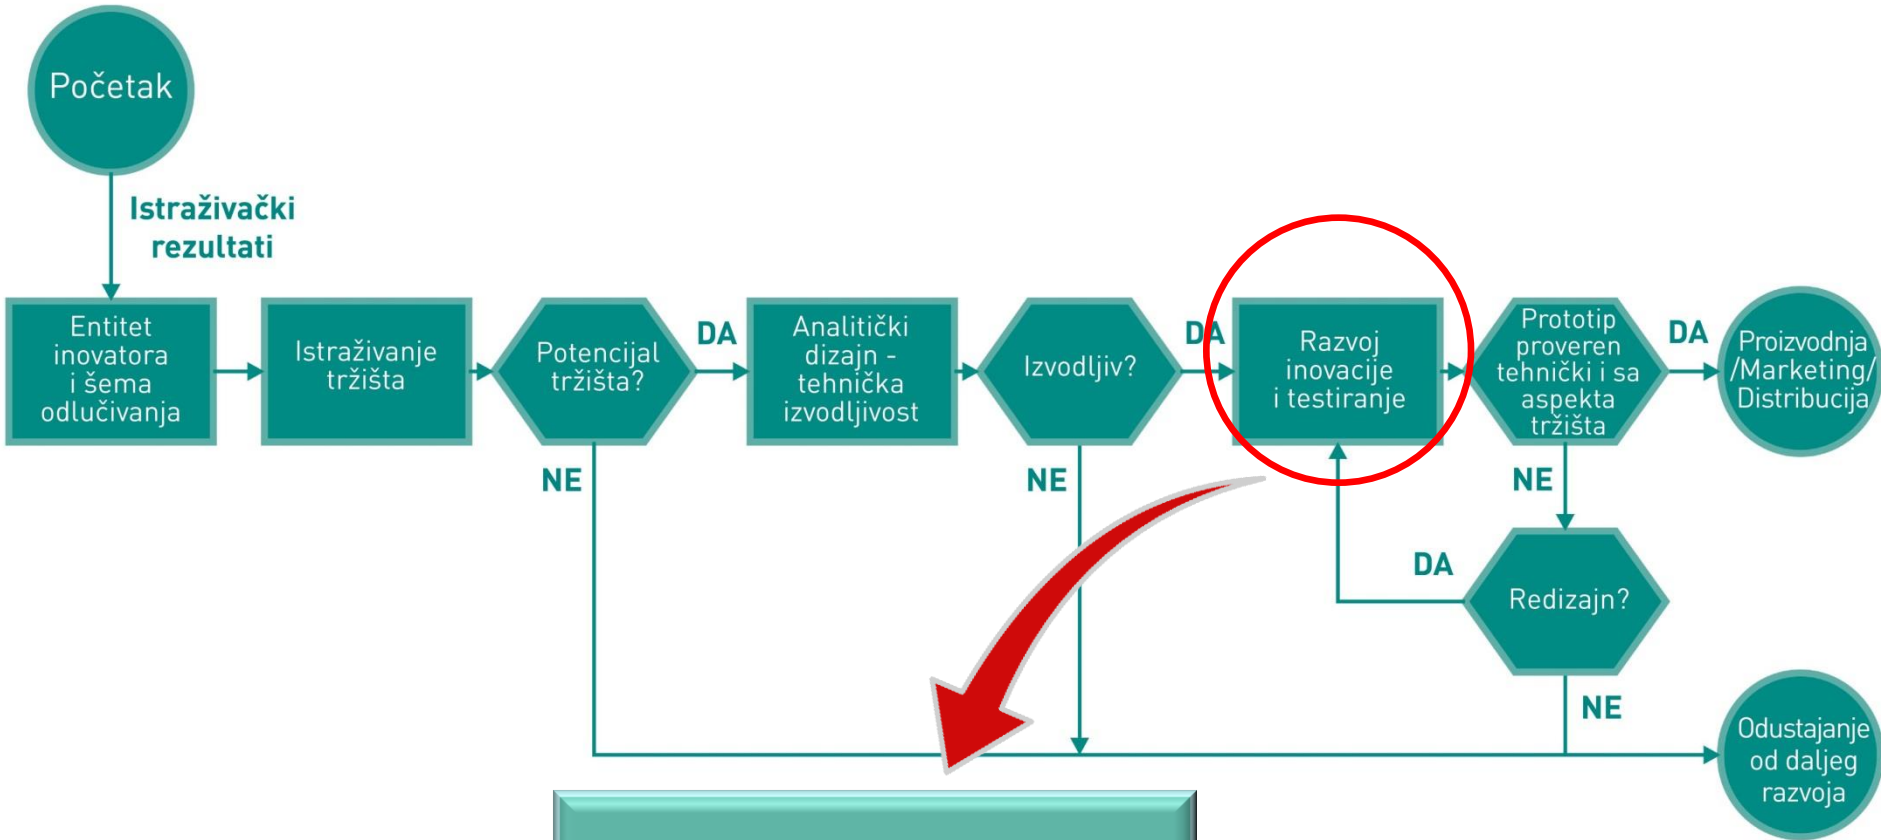 Početak
Istraživački
rezultati
Entitet
inovatora
i šema
odlučivanja
Istraživanje
tržišta
Potencijal
tržišta?
DA
NE
Analitički
dizajn -
tehnička
izvodljivost
Izvodljiv?
DA
NE
Razvoj
inovacije
i testiranje
Prototip
proveren
tehnički i sa
aspekta
tržišta
DA
NE
Proizvodnja
/Marketing/
Distribucija
Redizajn?
DA
NE
Odustajanje
od daljeg
razvoja